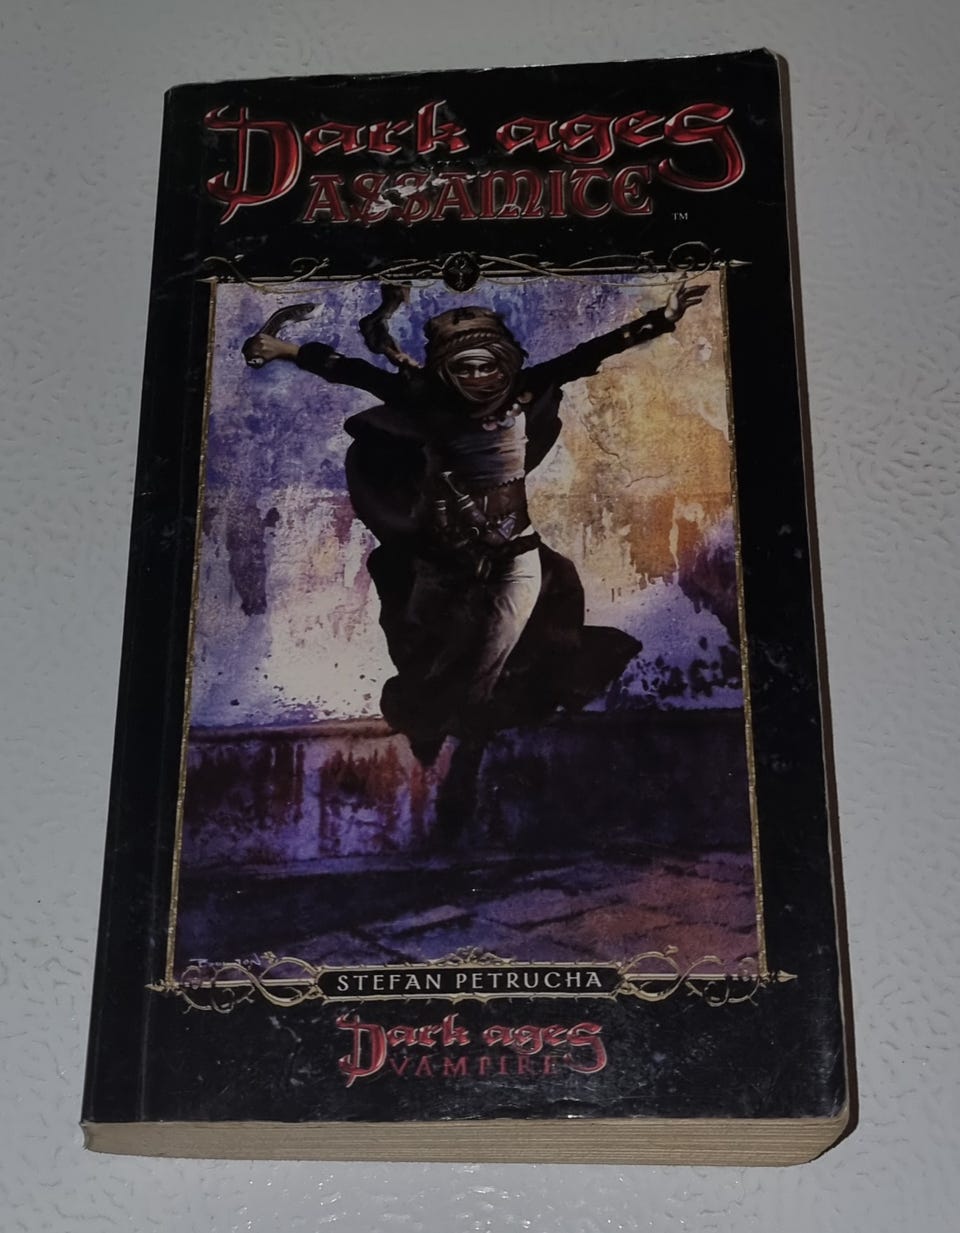 Dark ages
ASSAMITE
TM
STEFAN PETRUCHA
Dark ages
VAMPIRE